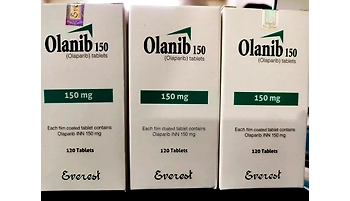 Olanib 150
(Olaparib) tablets
150 mg
Each film coated tablet contains
Olaparib INN 150 mg
120 Tablets
Everest
Olanib 150
(Olaparib) tablets
150 mg
Each film coated tablet contains
Olaparib INN 150 mg
120 Tablets
Everest
Olanib 150
(Olaparib) tablets
150 mg
Each film coated tablet contains
Olaparib INN 150 mg
120 Tablets
Everest